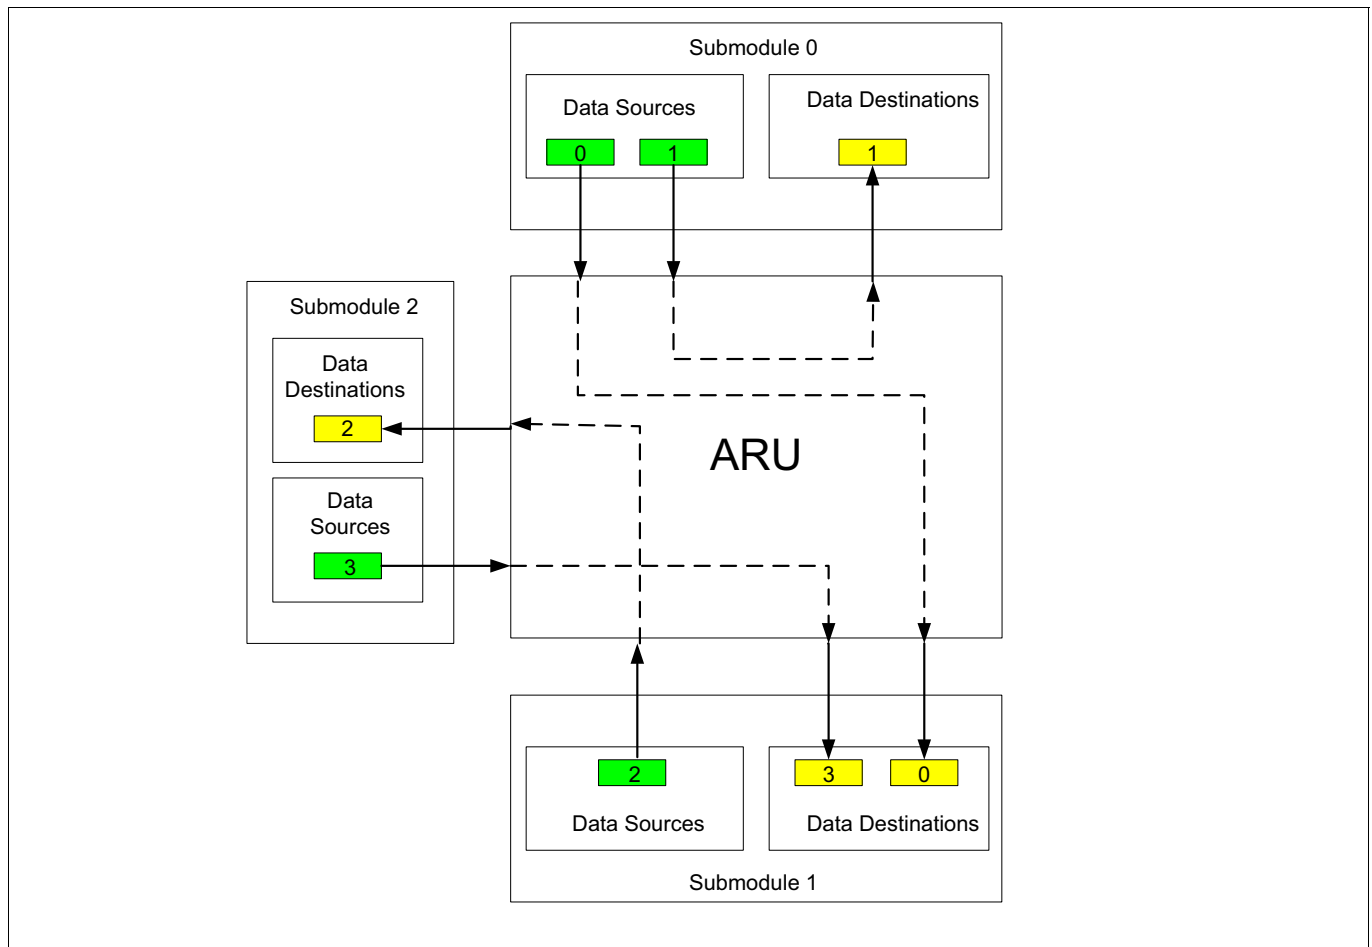 Submodule 0
Data Sources
0
1
Data Destinations
1
Submodule 2
Data
Destinations
2
Data
Sources
3
ARU
2
Data Sources
3
0
Data Destinations
Submodule 1